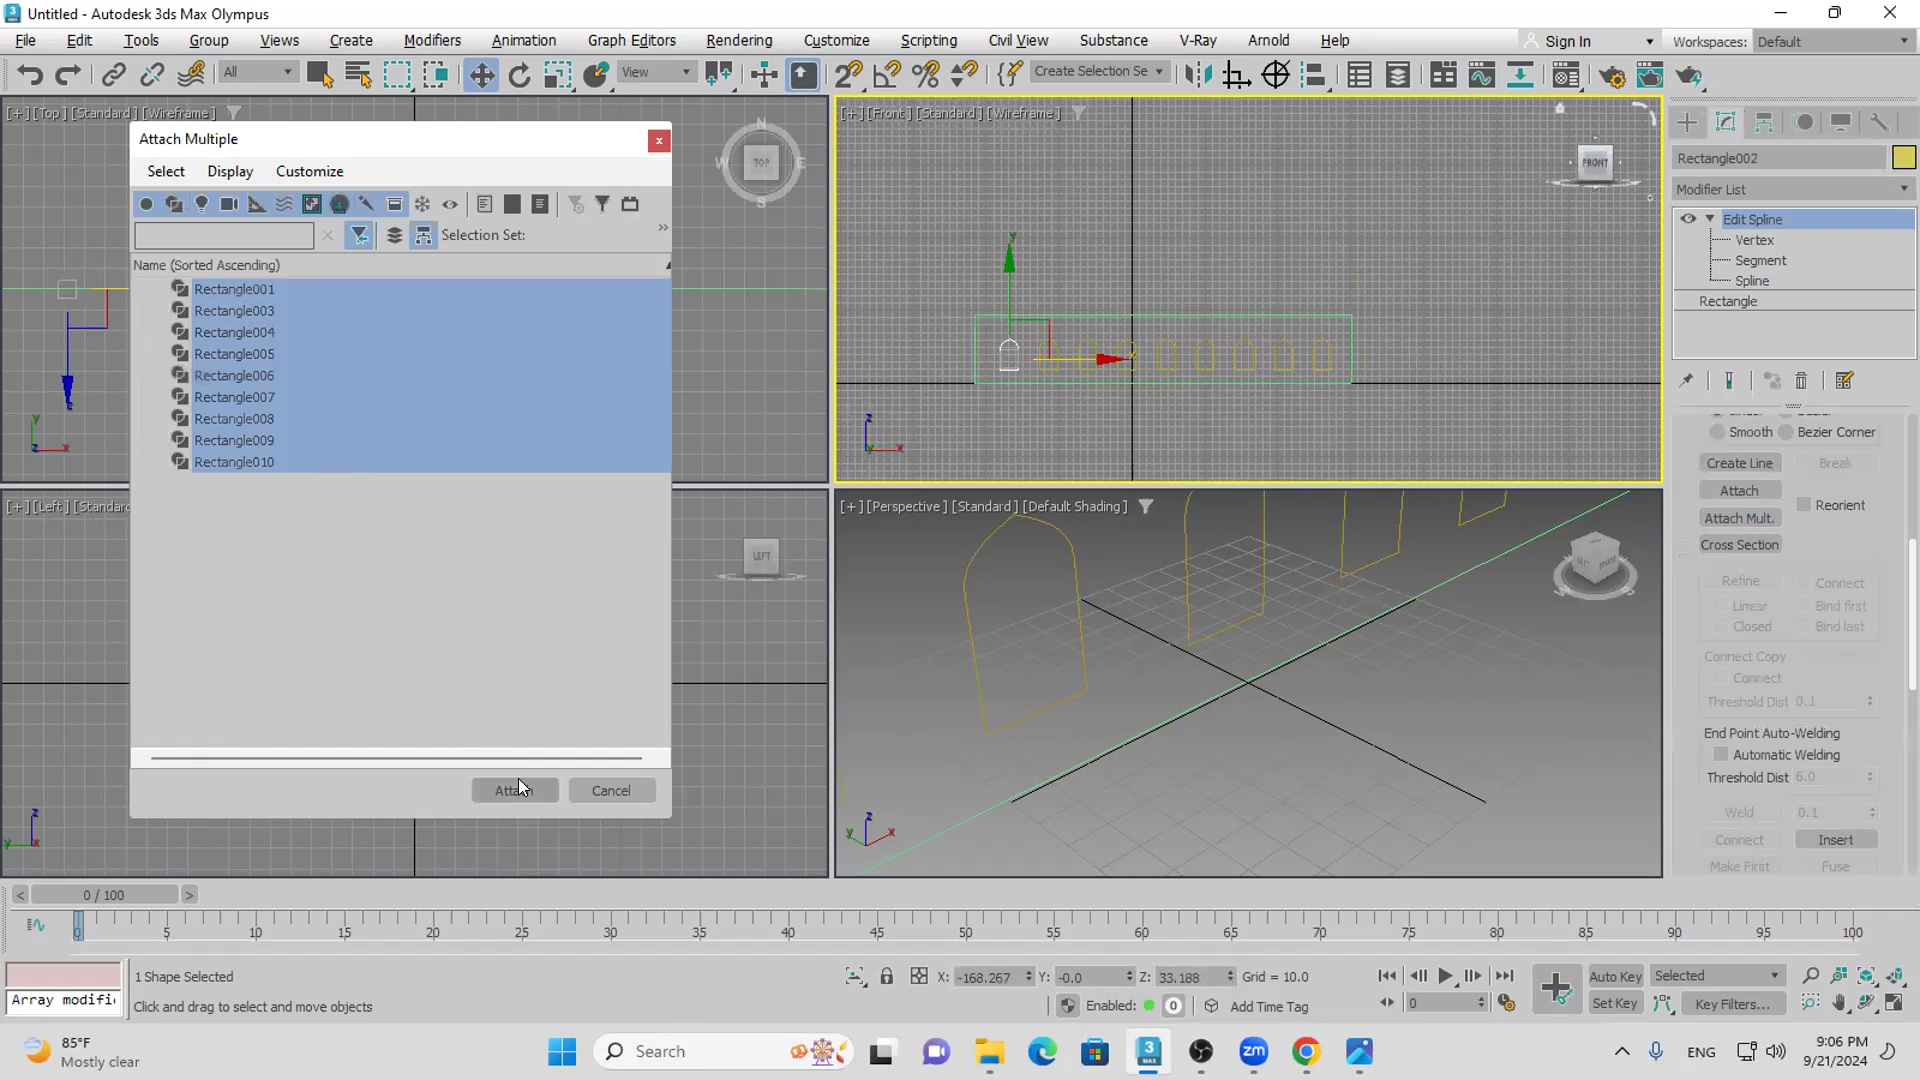 Untitled - Autodesk 3ds Max Olympus
File Edit Tools Group Views Create Modifiers Animation Graph Editors Rendering Customize Scripting Civil View Substance V-Ray Arnold Help
Sign In
Workspaces: Default
All
View
Create Selection Se
[+] [Top] [Standard] [Wireframe]
[+] [Front] [Standard] [Wireframe]
TOP
FRONT
Attach Multiple
Select Display Customize
Selection Set:
Name (Sorted Ascending)
Rectangle001
Rectangle003
Rectangle004
Rectangle005
Rectangle006
Rectangle007
Rectangle008
Rectangle009
Rectangle010
Attach
Cancel
[+] [Left] [Standard
LEFT
[+] [Perspective] [Standard] [Default Shading]
Rectangle002
Modifier List
Edit Spline
Vertex
Segment
Spline
Rectangle
Smooth Bezier Corner
Create Line Break
Attach
Reorient
Attach Mult.
Cross Section
Refine Connect
Linear Bind first
Closed Bind last
Connect Copy
Connect
Threshold Dist 0.1
End Point Auto-Welding
Automatic Welding
Threshold Dist 6.0
Weld 0.1
Connect Insert
Make First Fuse
< 0 / 100 >
0 5 10 15 20 25 30 35 40 45 50 55 60 65 70 75 80 85 90 95 100
1 Shape Selected
Array modifi
Click and drag to select and move objects
X: -168.267 Y: -0.0 Z: 33.188 Grid = 10.0
Enabled: 0 Add Time Tag
0
Auto Key Selected
Set Key Key Filters...
85°F
Mostly clear
Search
ENG
9:06 PM
9/21/2024